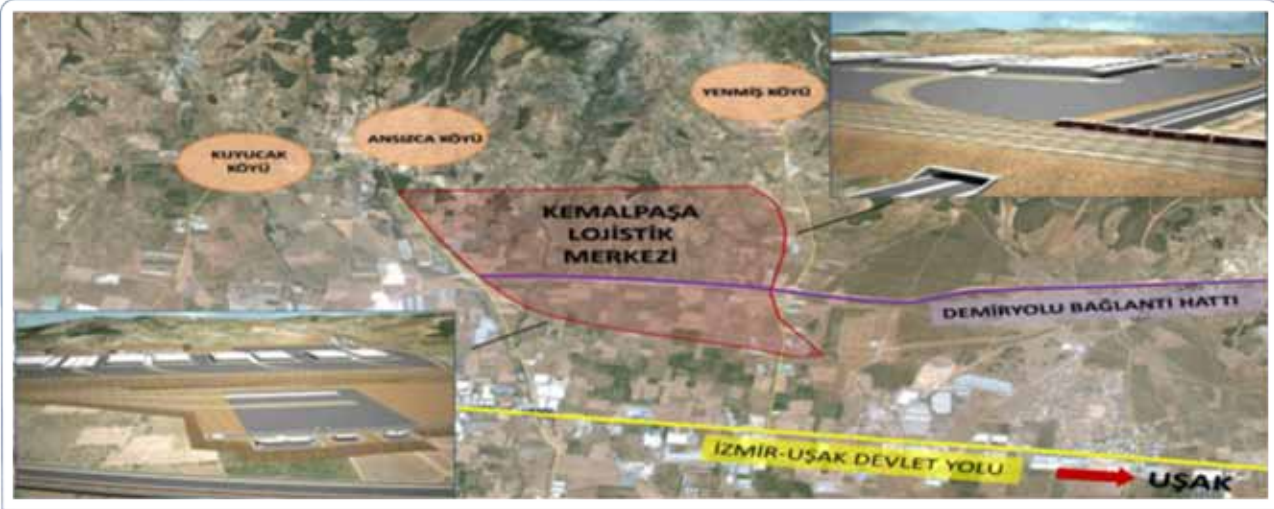 YENMİŞ KÖYÜ
ANSIZCA KÖYÜ
KUYUCAK
KÖYÜ
KEMALPAŞA
LOJİSTİK
MERKEZİ
DEMİRYOLU BAĞLANTI HATTI
İZMİR-UŞAK DEVLET YOLU
UŞAK